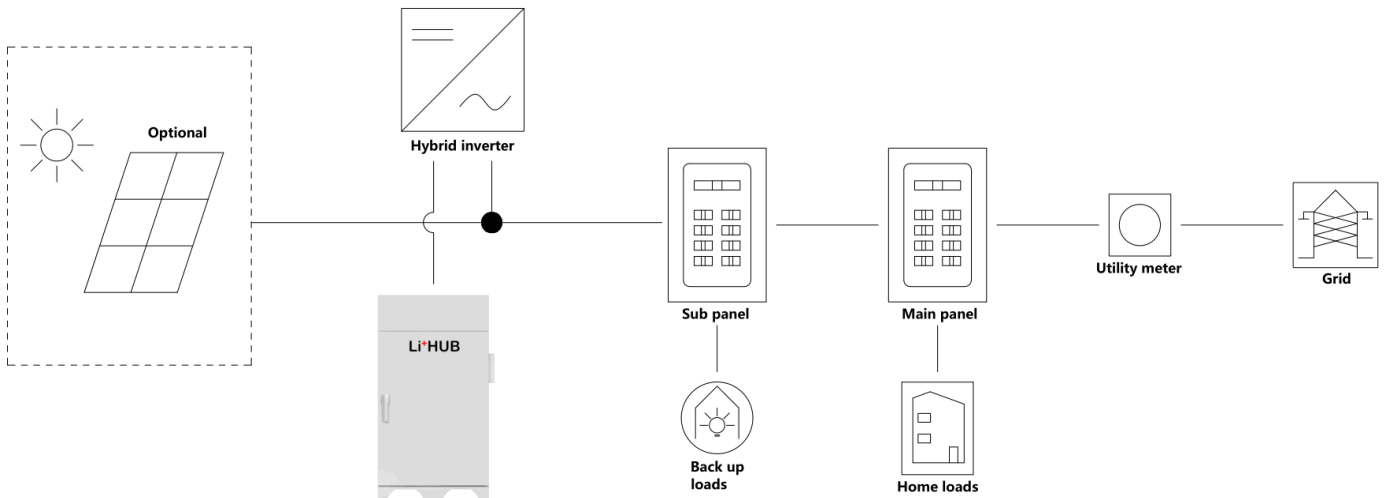 Optional
Hybrid inverter
Sub panel
Main panel
Utility meter
Grid
Li+HUB
Back up
loads
Home loads